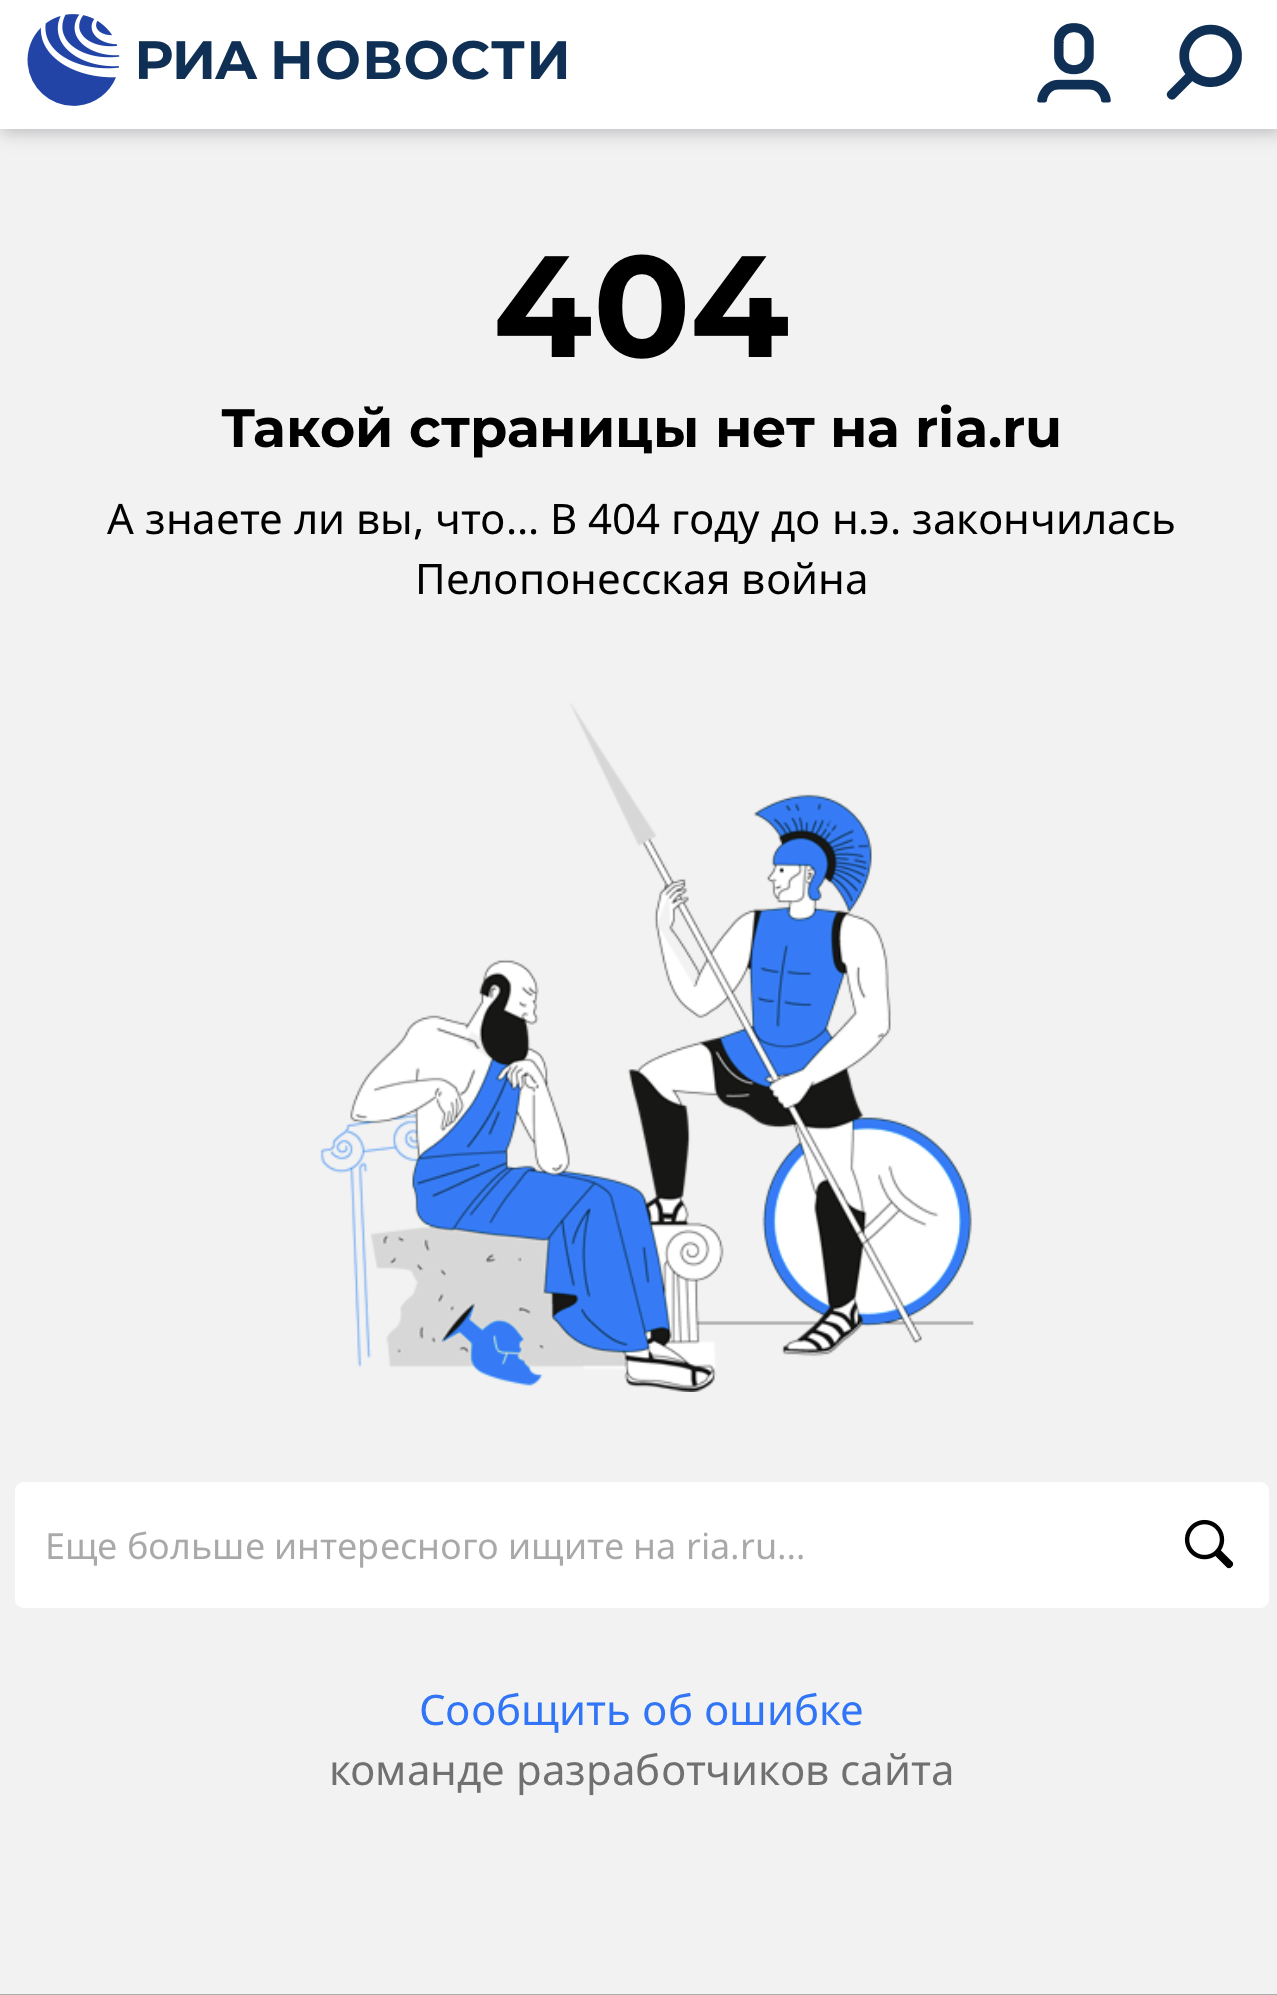 РИА НОВОСТИ
404
Такой страницы нет на ria.ru
А знаете ли вы, что... В 404 году до н.э. закончилась
Пелопонесская война
Еще больше интересного ищите на ria.ru...
Сообщить об ошибке
команде разработчиков сайта